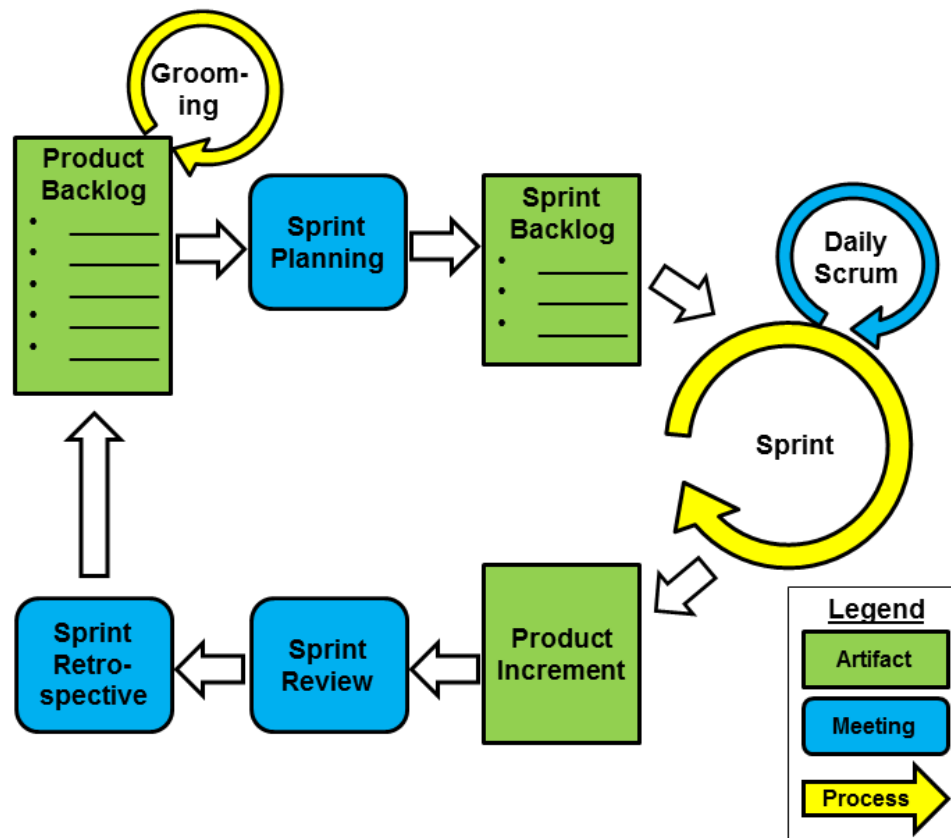 Groom-
ing
Product
Backlog
•
•
•
•
•
Sprint
Planning
Sprint
Backlog
•
•
•
Daily
Scrum
Sprint
Product
Increment
Sprint
Review
Sprint
Retro-
spective
Legend
Artifact
Meeting
Process